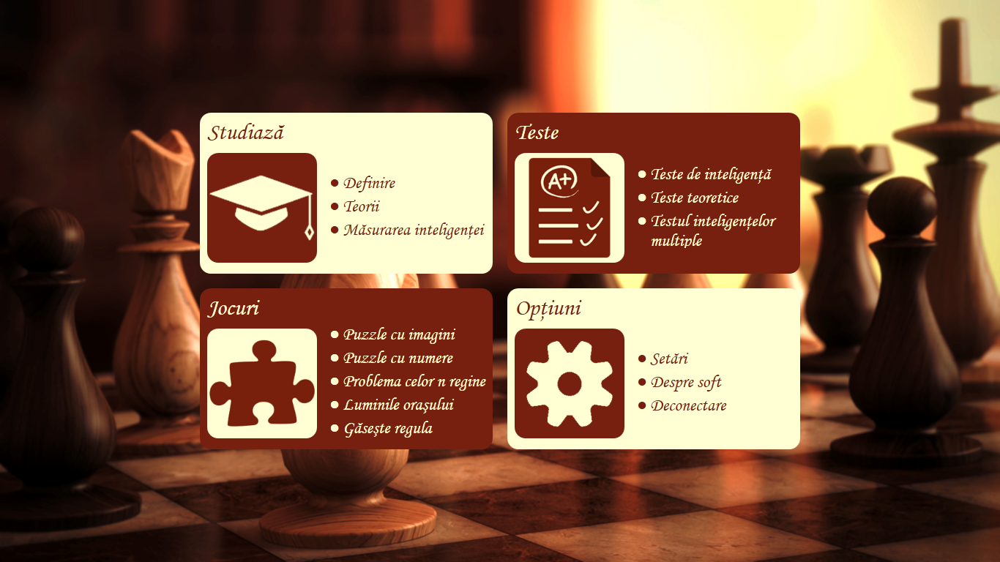 Studiază
Definire
Teorii
Măsurarea inteligenței
Teste
A+
Teste de inteligență
Teste teoretice
Testul inteligențelor
multiple
Jocuri
Puzzle cu imagini
Puzzle cu numere
Problema celor n regine
Luminile orașului
Găsește regula
Opțiuni
Setări
Despre soft
Deconectare